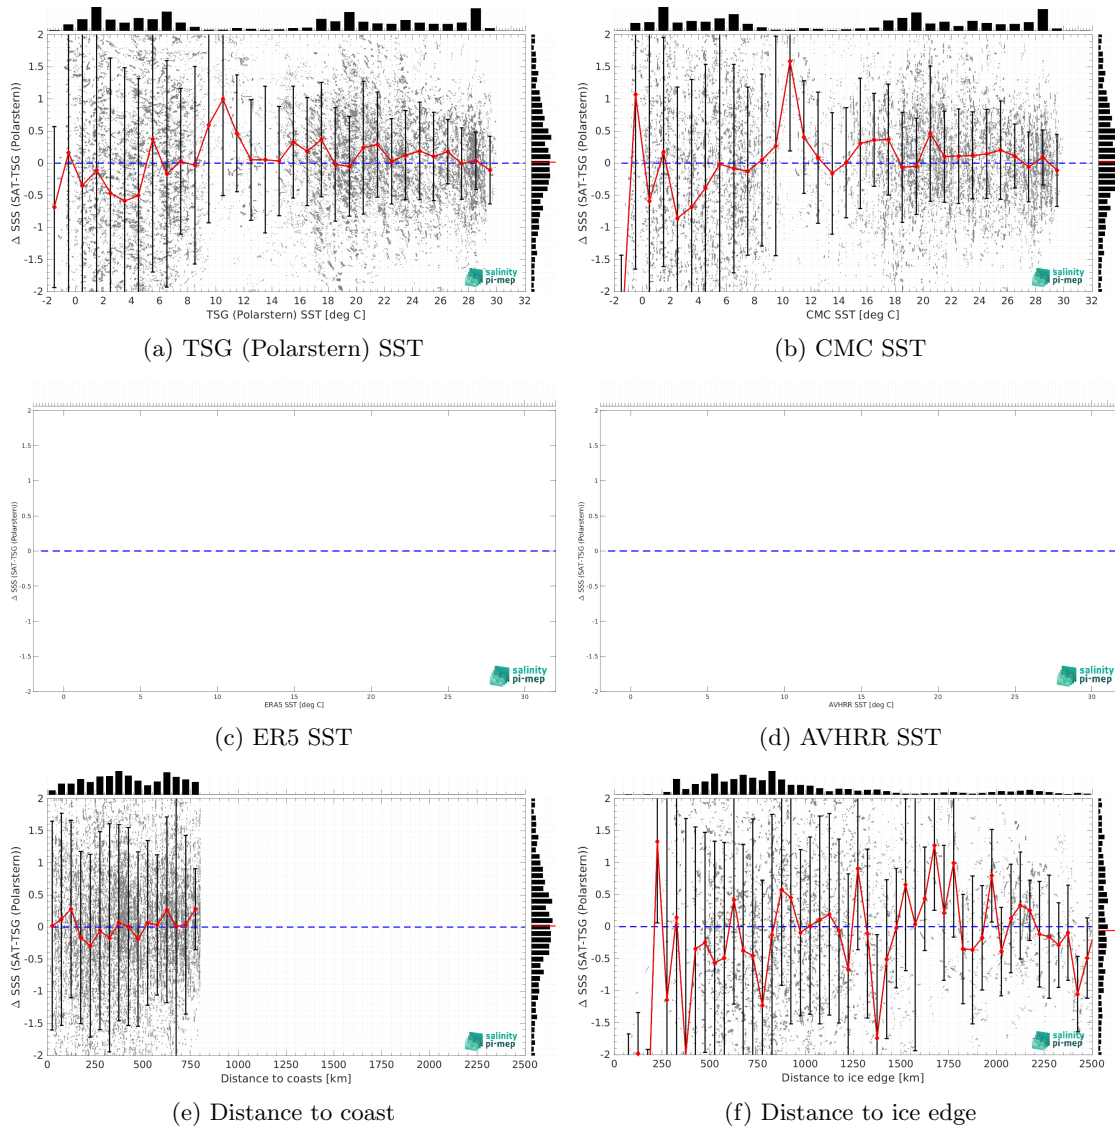 Δ SSS (SAT-TSG (Polarstern))
2
1.5
1
0.5
0
-0.5
-1
-1.5
-2
-2 0 2 4 6 8 10 12 14 16 18 20 22 24 26 28 30 32
TSG (Polarstern) SST [deg C]
salinity
pi-mep
(a) TSG (Polarstern) SST
Δ SSS (SAT-TSG (Polarstern))
2
1.5
1
0.5
0
-0.5
-1
-1.5
-2
-2 0 2 4 6 8 10 12 14 16 18 20 22 24 26 28 30 32
CMC SST [deg C]
salinity
pi-mep
(b) CMC SST
Δ SSS (SAT-TSG (Polarstern))
2
1.5
1
0.5
0
-0.5
-1
-1.5
-2
0 5 10 15 20 25 30
ERA5 SST [deg C]
salinity
pi-mep
(c) ER5 SST
Δ SSS (SAT-TSG (Polarstern))
2
1.5
1
0.5
0
-0.5
-1
-1.5
-2
0 5 10 15 20 25 30
AVHRR SST [deg C]
salinity
pi-mep
(d) AVHRR SST
Δ SSS (SAT-TSG (Polarstern))
2
1.5
1
0.5
0
-0.5
-1
-1.5
-2
0 250 500 750 1000 1250 1500 1750 2000 2250 2500
Distance to coasts [km]
salinity
pi-mep
(e) Distance to coast
Δ SSS (SAT-TSG (Polarstern))
2
1.5
1
0.5
0
-0.5
-1
-1.5
-2
0 250 500 750 1000 1250 1500 1750 2000 2250 2500
Distance to ice edge [km]
salinity
pi-mep
(f) Distance to ice edge